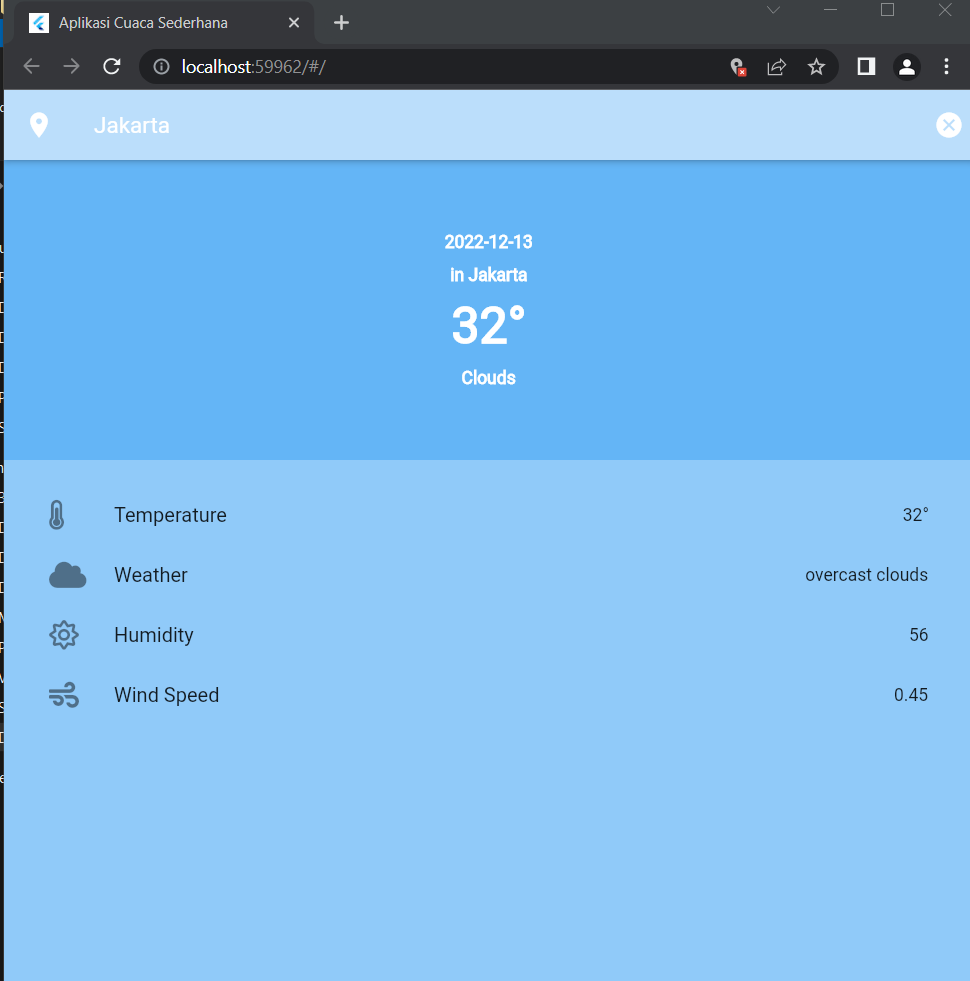 Aplikasi Cuaca Sederhana
localhost:59962/#/
Jakarta
2022-12-13
in Jakarta
32°
Clouds
Temperature 32°
Weather overcast clouds
Humidity 56
Wind Speed 0.45